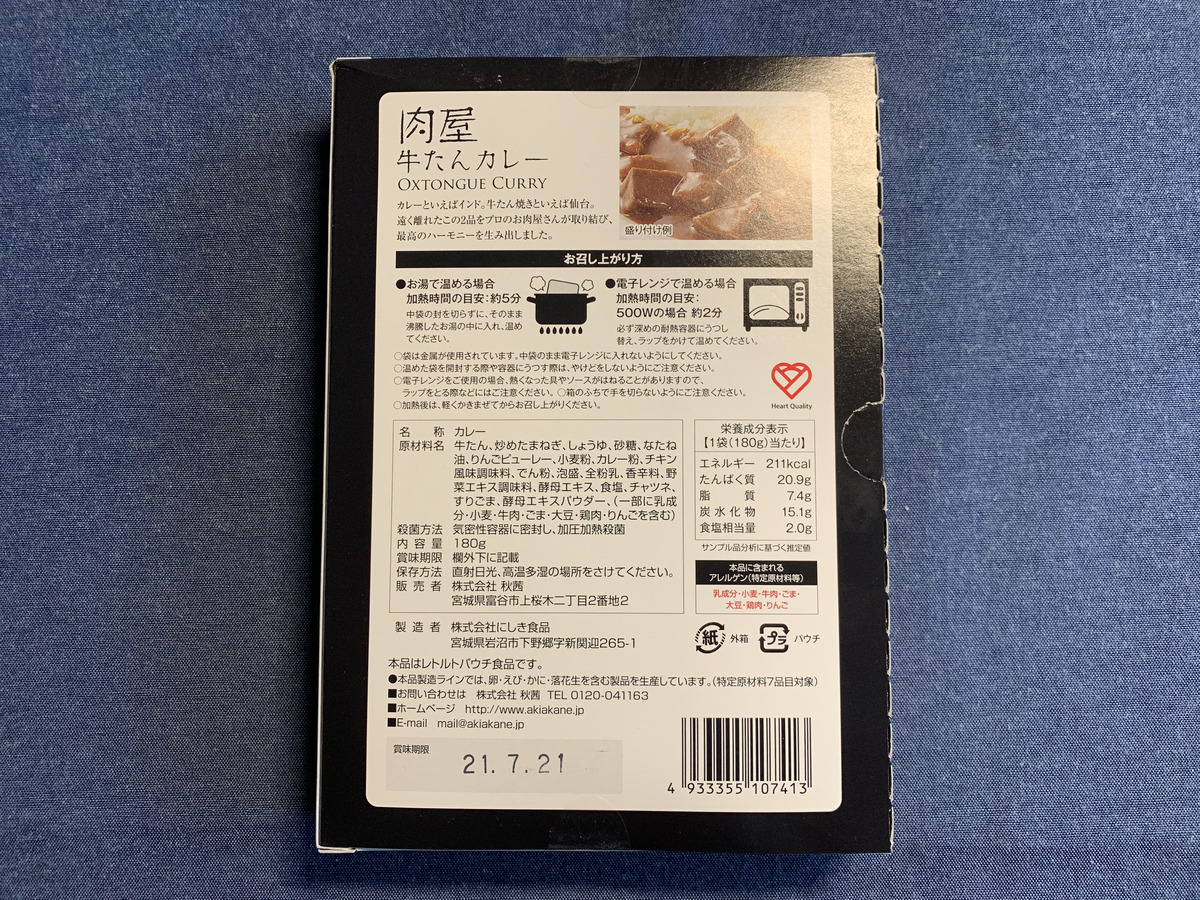 肉屋
牛たんカレー
OXTONGUE CURRY
カレーといえばインド。牛たん焼きといえば仙台。
遠く離れたこの2品をプロのお肉屋さんが取り結び、
最高のハーモニーを生み出しました。
盛り付け例
お召し上がり方
●お湯で温める場合
加熱時間の目安:約5分
中袋の封を切らずに、そのまま
沸騰したお湯の中に入れ、温め
てください。
●電子レンジで温める場合
加熱時間の目安:
500Wの場合 約2分
必ず深めの耐熱容器にうつし
替え、ラップをかけて温めてください。
○袋は金属が使用されています。中袋のまま電子レンジに入れないようにしてください。
○温めた袋を開封する際や容器にうつす際は、やけどをしないようにご注意ください。
○電子レンジをご使用の場合、熱くなった具やソースがはねることがありますので、
ラップをとる際などにはご注意ください。○箱のふちで手を切らないようにご注意ください。
○加熱後は、軽くかきまぜてからお召し上がりください。
Heart Quality
名称 カレー
原材料名 牛たん、炒めたまねぎ、しょうゆ、砂糖、なたね
油、りんごピューレー、小麦粉、カレー粉、チキン
風味調味料、でん粉、泡盛、全粉乳、香辛料、野
菜エキス調味料、酵母エキス、食塩、チャツネ、
すりごま、酵母エキスパウダー、(一部に乳成
分・小麦・牛肉・ごま・大豆・鶏肉・りんごを含む)
殺菌方法 気密性容器に密封し、加圧加熱殺菌
内容量 180g
賞味期限 欄外下に記載
保存方法 直射日光、高温多湿の場所をさけてください。
販売者 株式会社 秋茜
宮城県富谷市上桜木二丁目2番地2
製造者 株式会社にしき食品
宮城県岩沼市下野郷字新関迎265-1
栄養成分表示
【1袋(180g)当たり】
エネルギー 211kcal
たんぱく質 20.9g
脂質 7.4g
炭水化物 15.1g
食塩相当量 2.0g
サンプル品分析に基づく推定値
本品に含まれる
アレルゲン(特定原材料等)
乳成分・小麦・牛肉・ごま・
大豆・鶏肉・りんご
紙 外箱 プラ パウチ
本品はレトルトパウチ食品です。
●本品製造ラインでは、卵・えび・かに・落花生を含む製品を生産しています。(特定原材料7品目対象)
■お問い合わせは 株式会社 秋茜 TEL 0120-041163
■ホームページ http://www.akiakane.jp
■E-mail mail@akiakane.jp
賞味期限
21.7.21
4 933355 107413